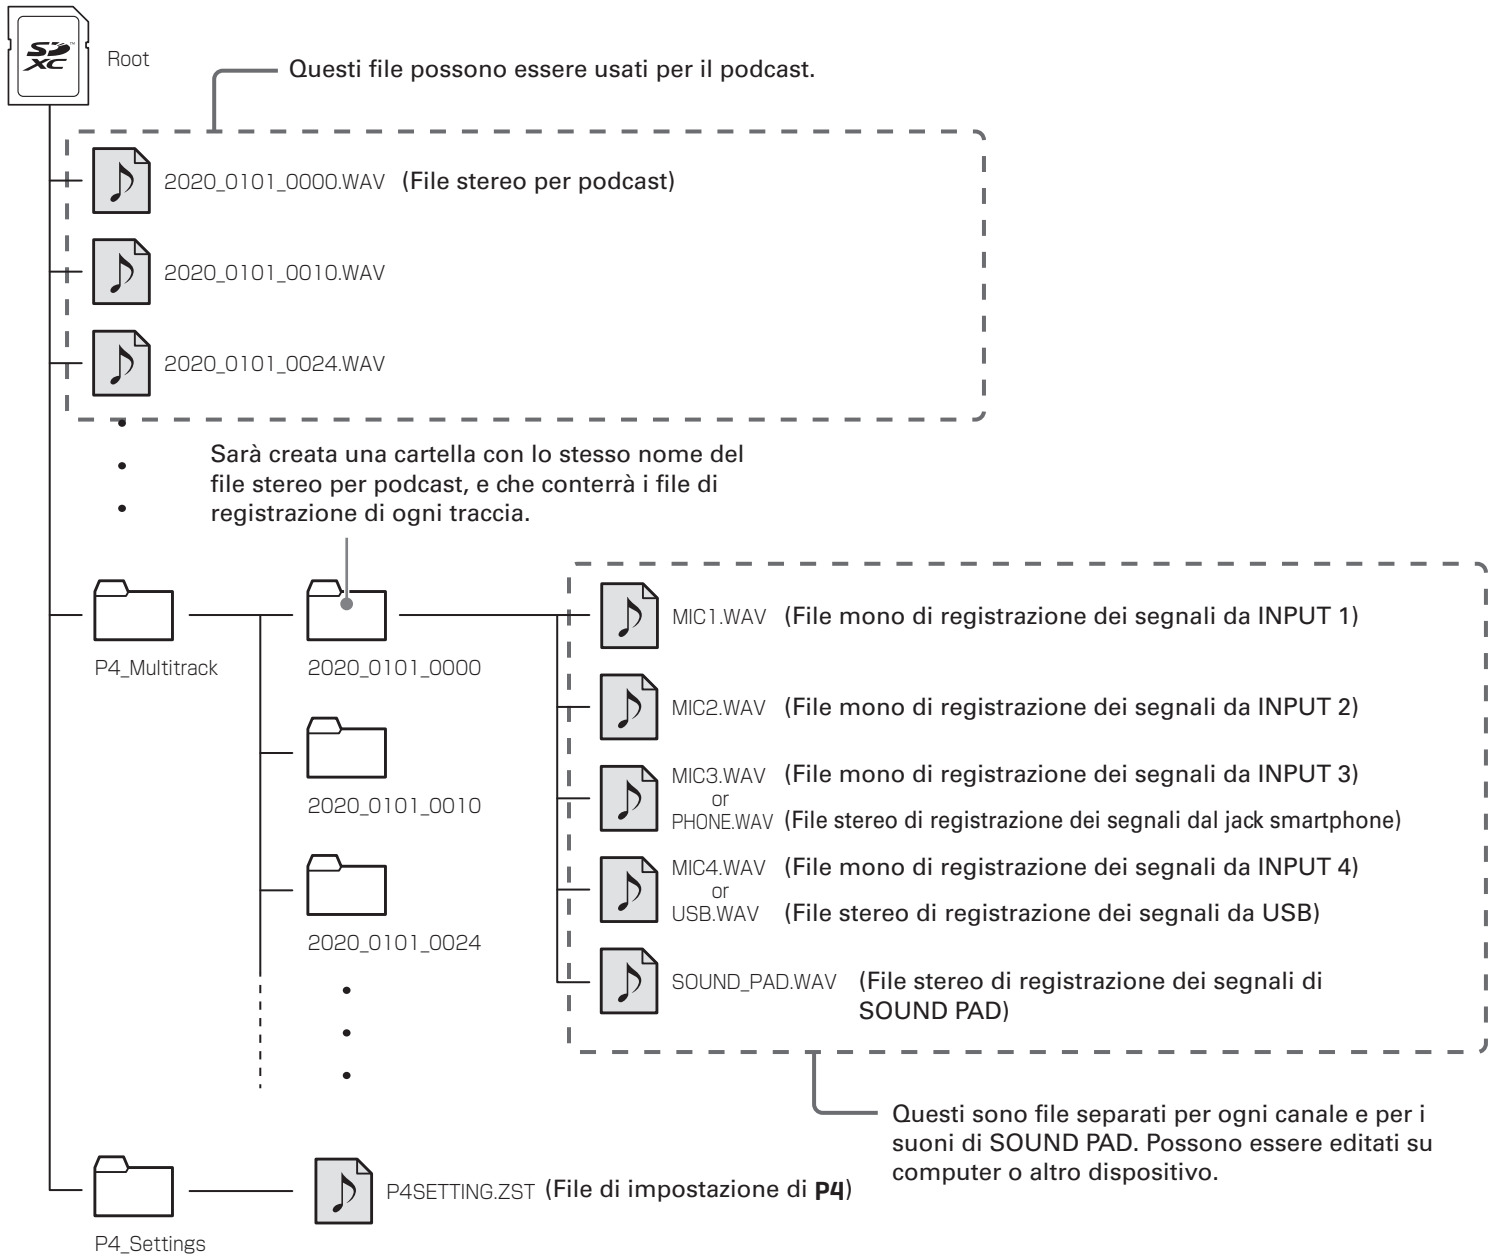 SD XC™
Root
Questi file possono essere usati per il podcast.
2020_0101_0000.WAV (File stereo per podcast)
2020_0101_0010.WAV
2020_0101_0024.WAV
Sarà creata una cartella con lo stesso nome del
file stereo per podcast, e che conterrà i file di
registrazione di ogni traccia.
P4_Multitrack
2020_0101_0000
2020_0101_0010
2020_0101_0024
MIC1.WAV (File mono di registrazione dei segnali da INPUT 1)
MIC2.WAV (File mono di registrazione dei segnali da INPUT 2)
MIC3.WAV (File mono di registrazione dei segnali da INPUT 3)
or
PHONE.WAV (File stereo di registrazione dei segnali dal jack smartphone)
MIC4.WAV (File mono di registrazione dei segnali da INPUT 4)
or
USB.WAV (File stereo di registrazione dei segnali da USB)
SOUND_PAD.WAV (File stereo di registrazione dei segnali di
SOUND PAD)
Questi sono file separati per ogni canale e per i
suoni di SOUND PAD. Possono essere editati su
computer o altro dispositivo.
P4SETTING.ZST (File di impostazione di P4)
P4_Settings